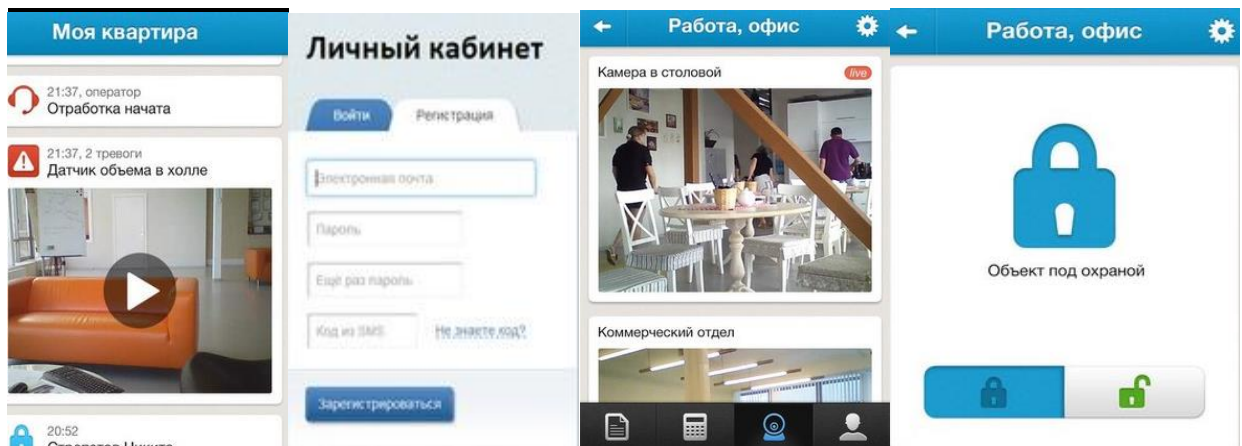 Моя квартира
21:37, оператор
Отработка начата
21:37, 2 тревоги
Датчик объема в холле
20:52
Личный кабинет
Войти
Регистрация
Электронная почта
Пароль
Ещё раз пароль
Код из SMS
Не знаете код?
Зарегистрироваться
Работа, офис
Камера в столовой
live
Коммерческий отдел
Работа, офис
Объект под охраной